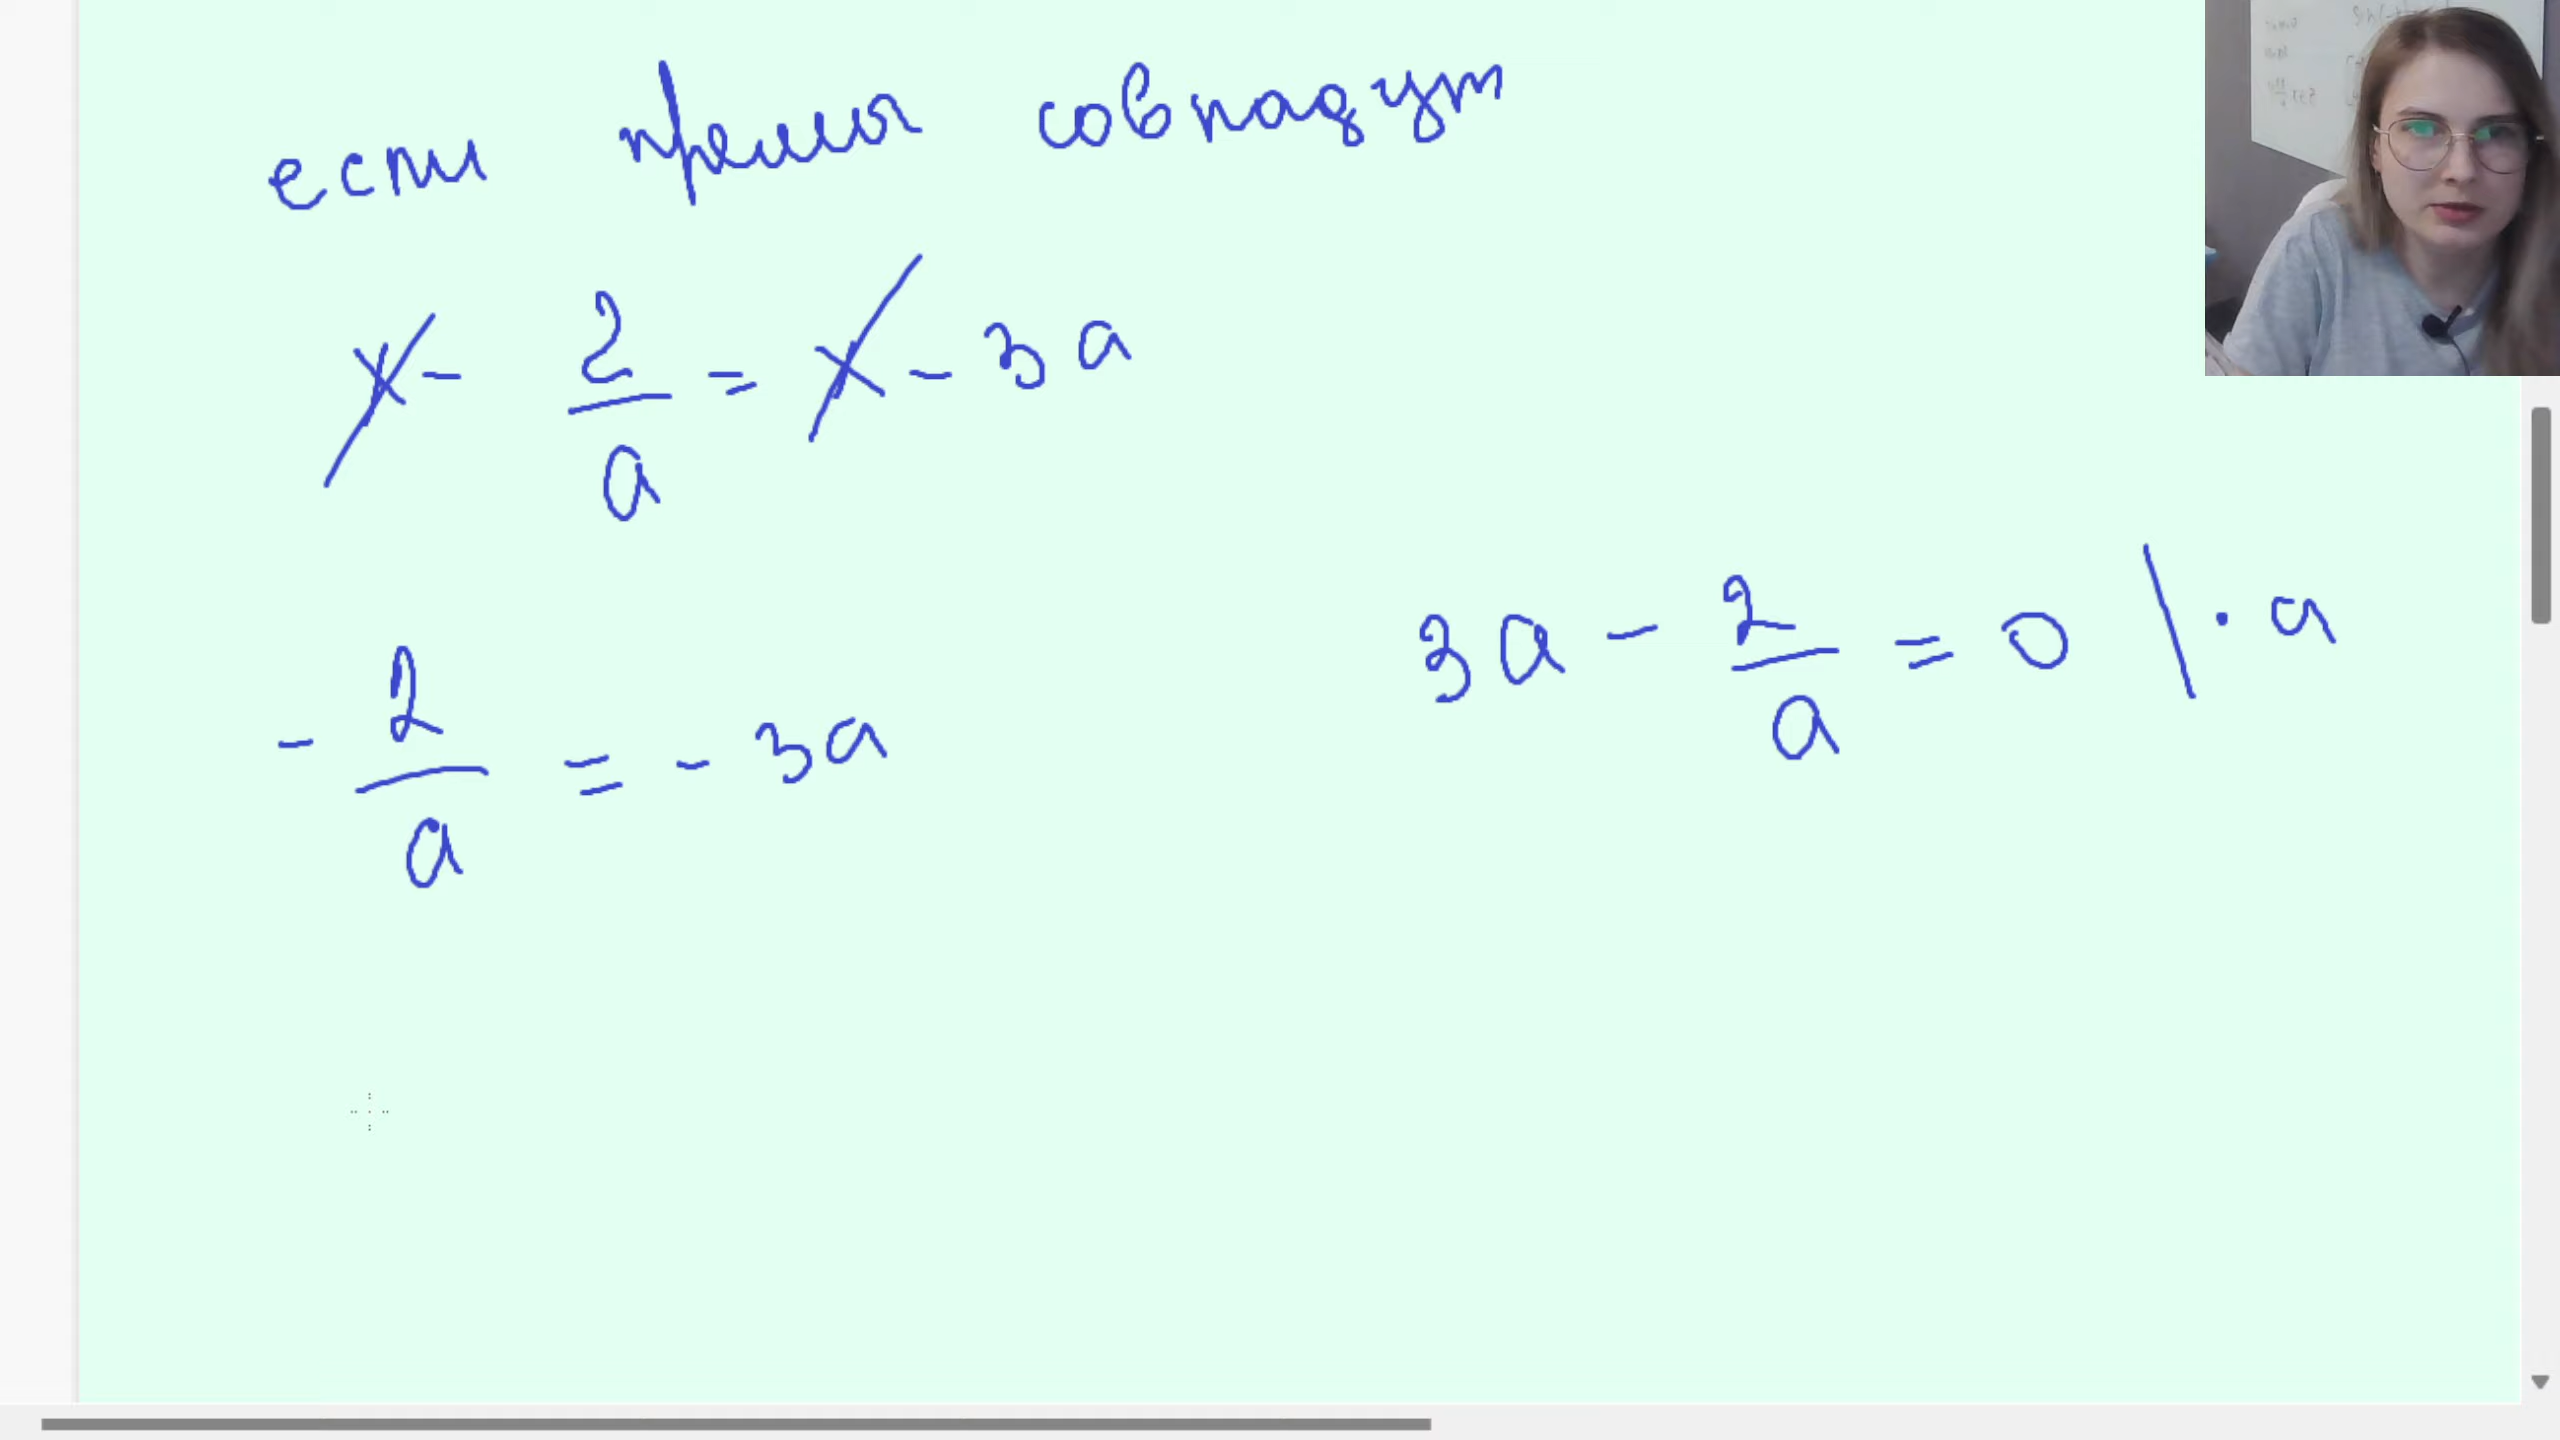 если прямые совпадут
x - 2/a = x - 3a
- 2/a = - 3a
3a - 2/a = 0 | · a